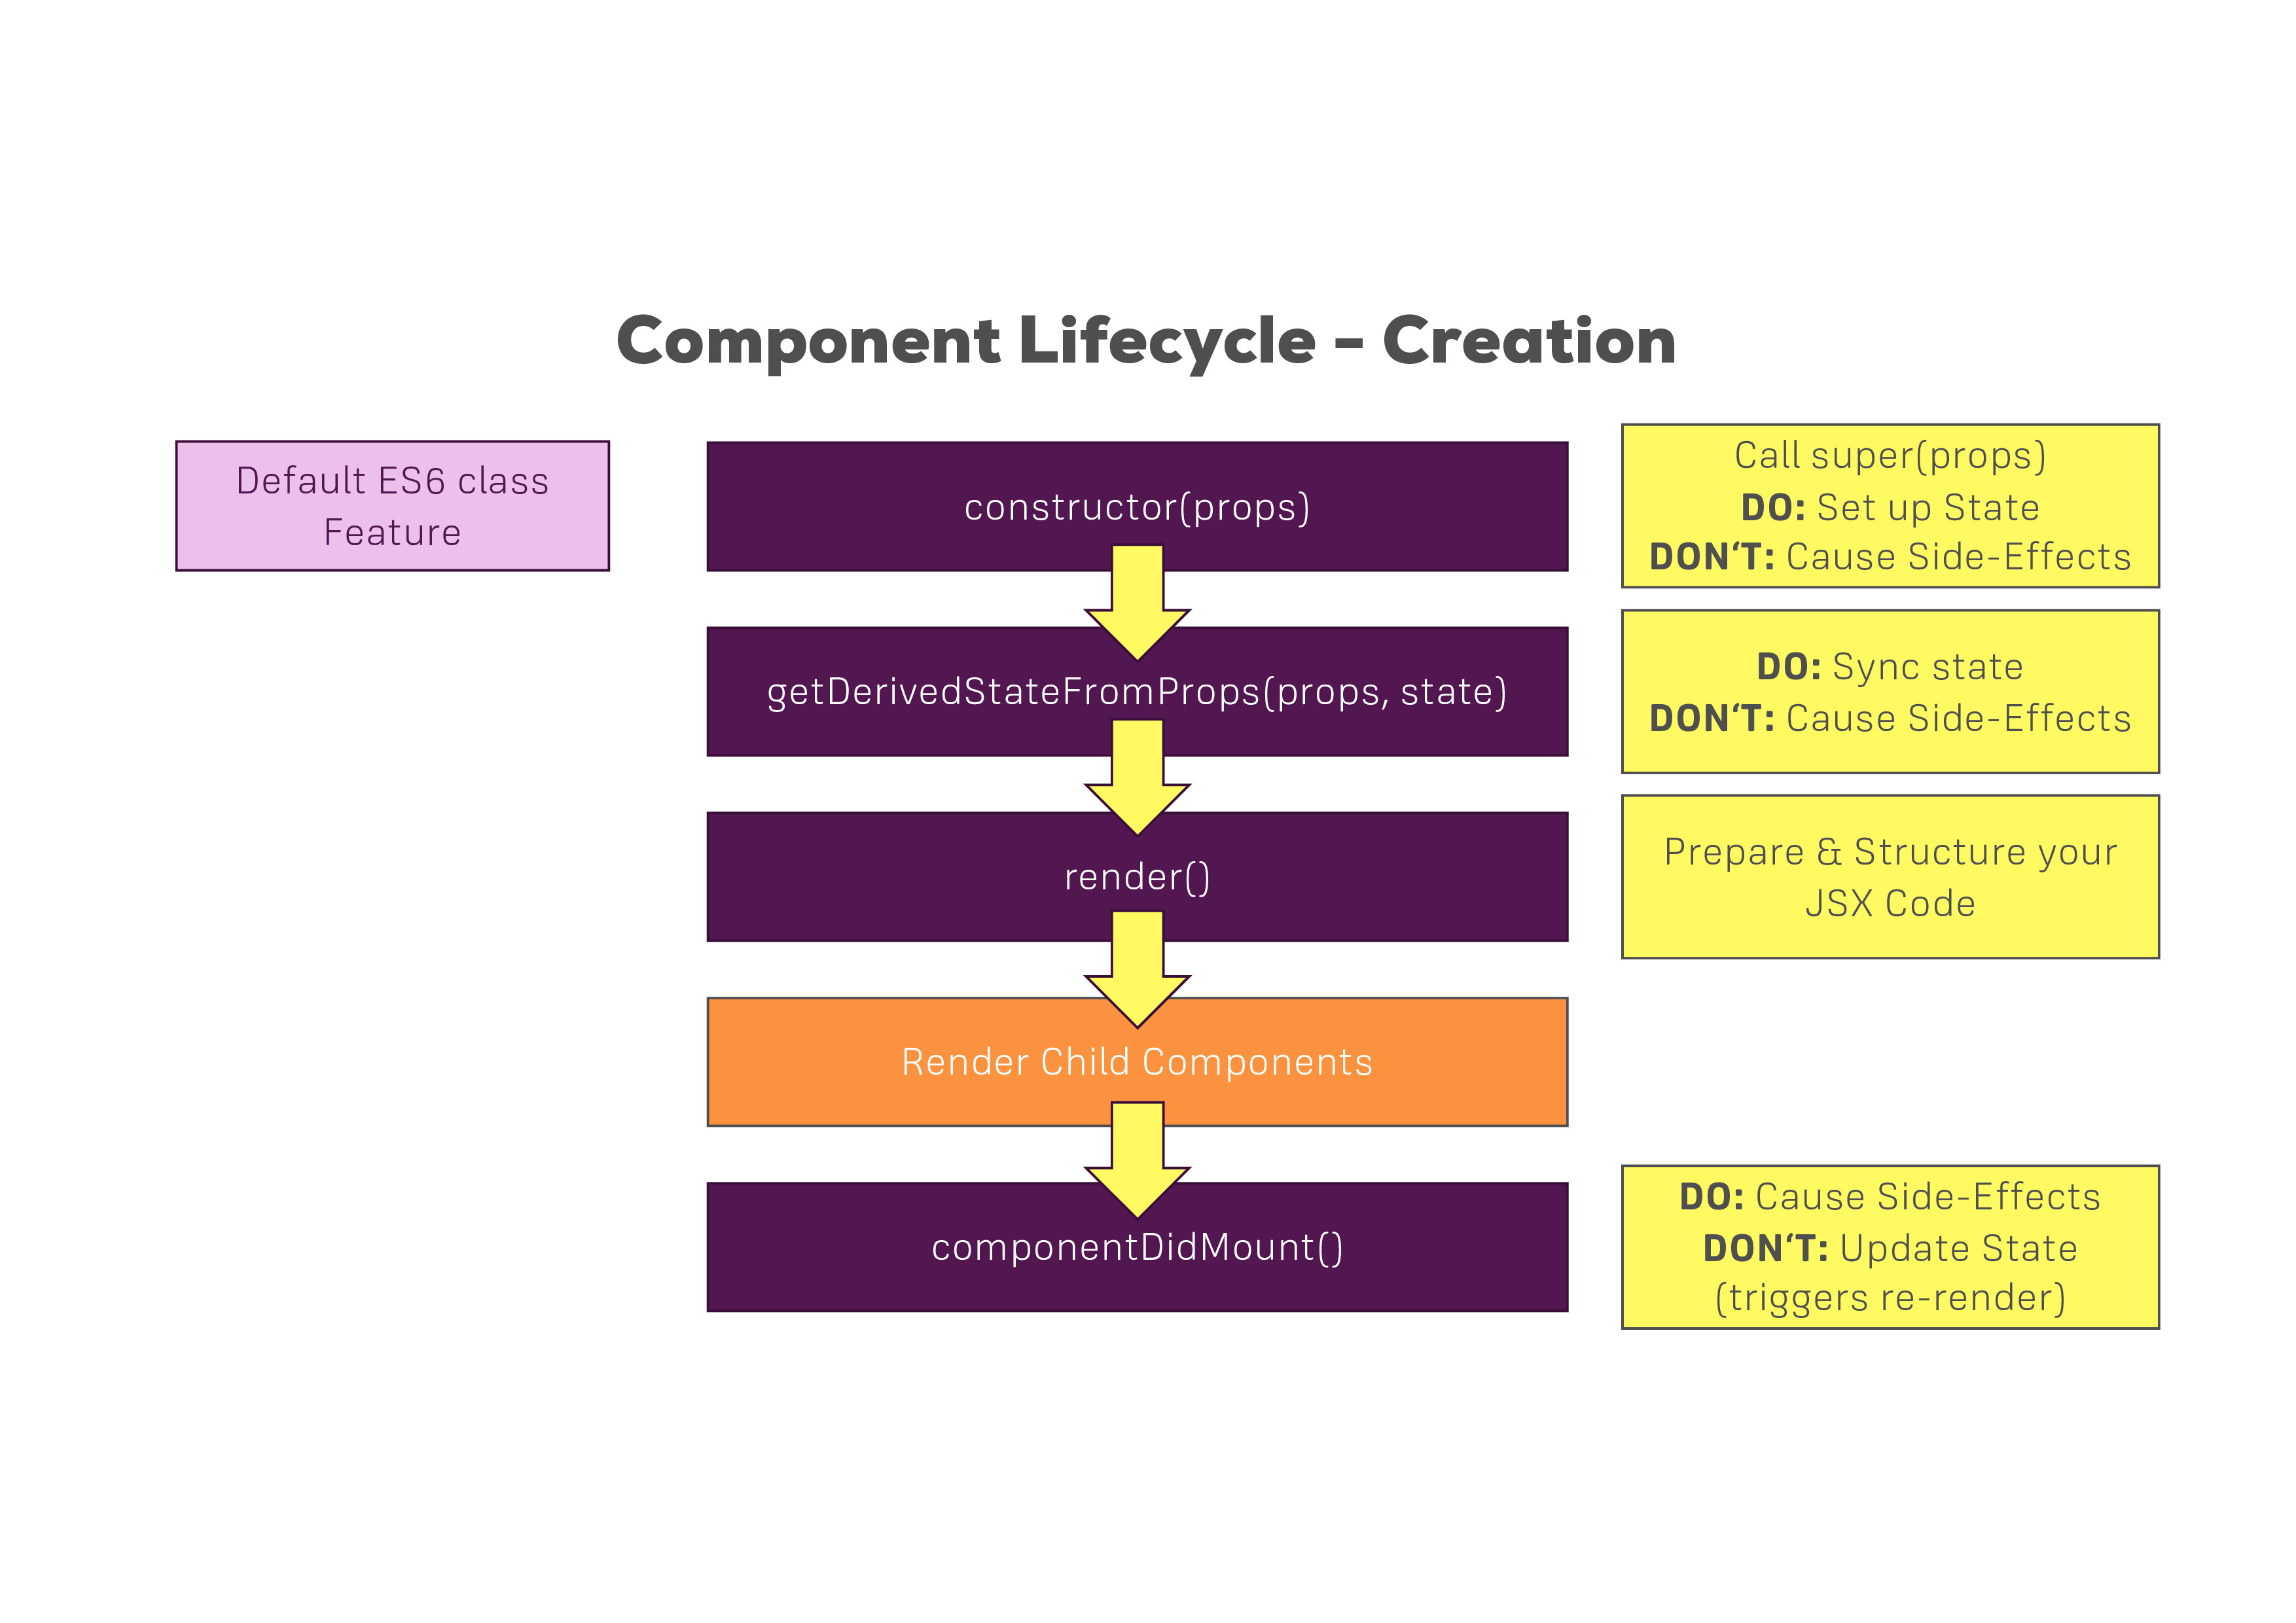 Component Lifecycle – Creation
Default ES6 class
Feature
constructor(props)
Call super(props)
DO: Set up State
DON‘T: Cause Side-Effects
getDerivedStateFromProps(props, state)
DO: Sync state
DON‘T: Cause Side-Effects
render()
Prepare & Structure your
JSX Code
Render Child Components
componentDidMount()
DO: Cause Side-Effects
DON‘T: Update State
(triggers re-render)